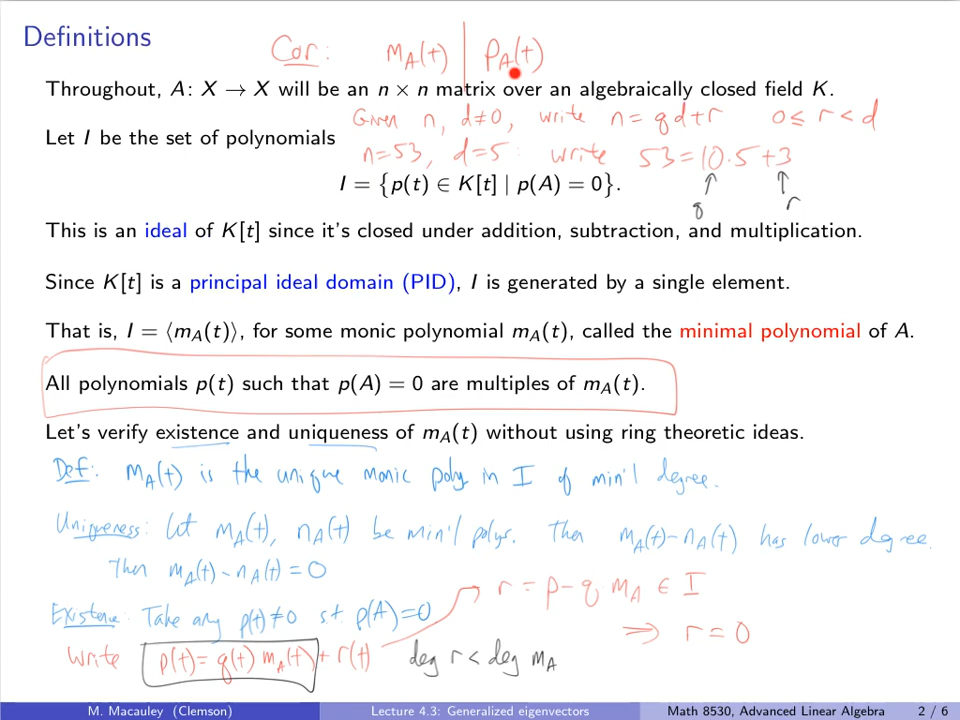 Definitions
Cor: m_A(t) | p_A(t)
Throughout, A: X → X will be an n × n matrix over an algebraically closed field K.
Given n, d≠0, write n = qd+r 0 ≤ r < d
Let I be the set of polynomials
n=53, d=5: write 53=10·5+3
I = {p(t) ∈ K[t] | p(A) = 0}.
q r
This is an ideal of K[t] since it's closed under addition, subtraction, and multiplication.
Since K[t] is a principal ideal domain (PID), I is generated by a single element.
That is, I = ⟨m_A(t)⟩, for some monic polynomial m_A(t), called the minimal polynomial of A.
All polynomials p(t) such that p(A) = 0 are multiples of m_A(t).
Let's verify existence and uniqueness of m_A(t) without using ring theoretic ideas.
Def: m_A(t) is the unique monic poly in I of min'l degree.
Uniqueness: Let m_A(t), n_A(t) be min'l polys. Then m_A(t)-n_A(t) has lower degree.
Then m_A(t)-n_A(t)=0
r = p-q m_A ∈ I
Existence: Take any p(t)≠0 st. p(A)=0
⟹ r=0
Write p(t)=q(t) m_A(t)+r(t) deg r < deg m_A
M. Macauley (Clemson) Lecture 4.3: Generalized eigenvectors Math 8530, Advanced Linear Algebra 2 / 6